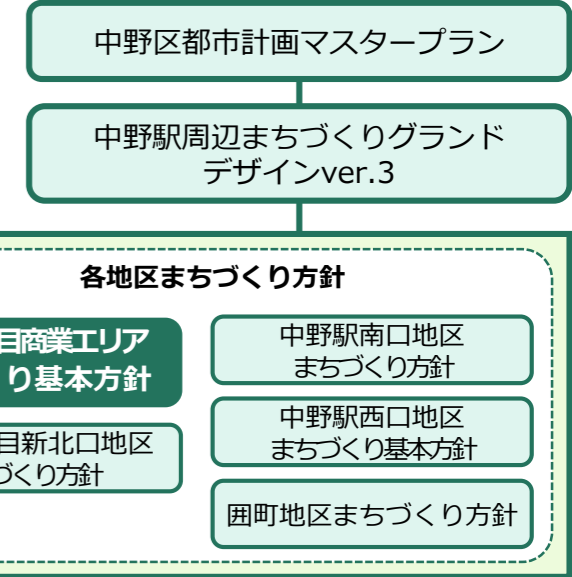 中野区都市計画マスタープラン
中野駅周辺まちづくりグランド
デザインver.3
各地区まちづくり方針
目商業エリア
り基本方針
目新北口地区
づくり方針
中野駅南口地区
まちづくり方針
中野駅西口地区
まちづくり基本方針
囲町地区まちづくり方針